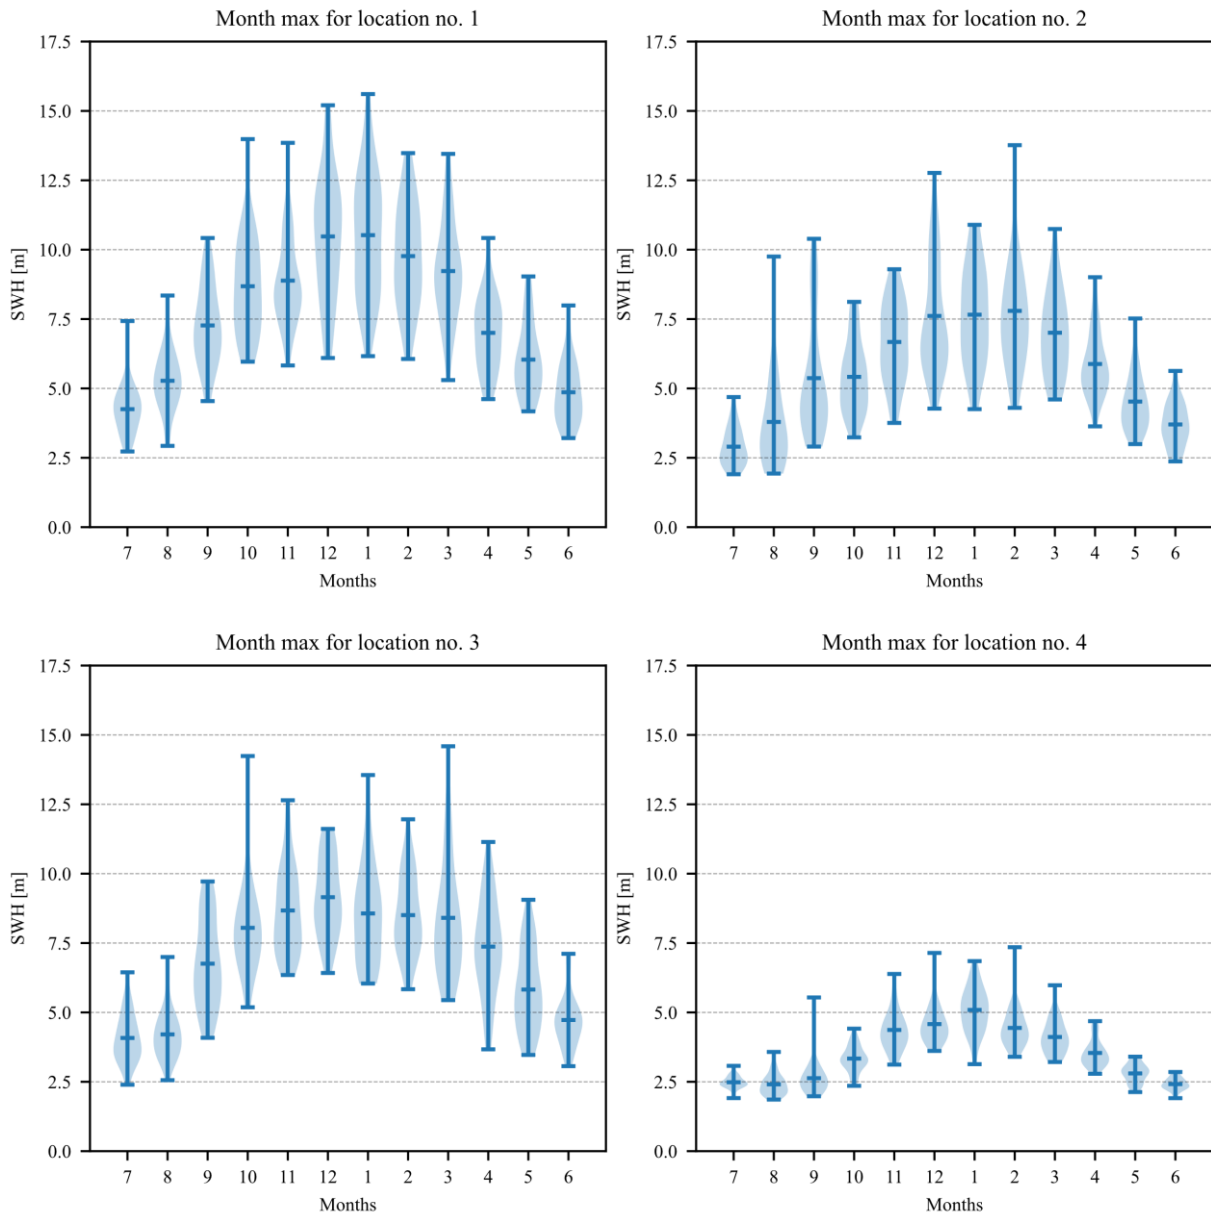 Month max for location no. 1
17.5
15.0
12.5
10.0
7.5
5.0
2.5
0.0
SWH [m]
7 8 9 10 11 12 1 2 3 4 5 6
Months
Month max for location no. 2
17.5
15.0
12.5
10.0
7.5
5.0
2.5
0.0
SWH [m]
7 8 9 10 11 12 1 2 3 4 5 6
Months
Month max for location no. 3
17.5
15.0
12.5
10.0
7.5
5.0
2.5
0.0
SWH [m]
7 8 9 10 11 12 1 2 3 4 5 6
Months
Month max for location no. 4
17.5
15.0
12.5
10.0
7.5
5.0
2.5
0.0
SWH [m]
7 8 9 10 11 12 1 2 3 4 5 6
Months